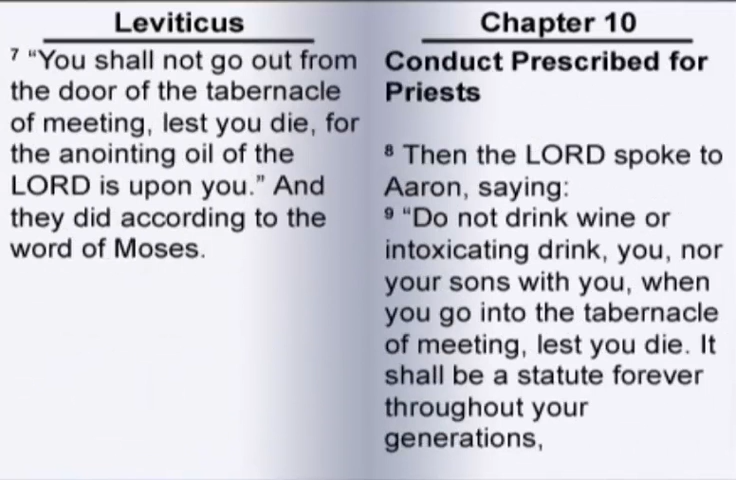 Leviticus
⁷ “You shall not go out from
the door of the tabernacle
of meeting, lest you die, for
the anointing oil of the
LORD is upon you.” And
they did according to the
word of Moses.
Chapter 10
Conduct Prescribed for
Priests
⁸ Then the LORD spoke to
Aaron, saying:
⁹ “Do not drink wine or
intoxicating drink, you, nor
your sons with you, when
you go into the tabernacle
of meeting, lest you die. It
shall be a statute forever
throughout your
generations,